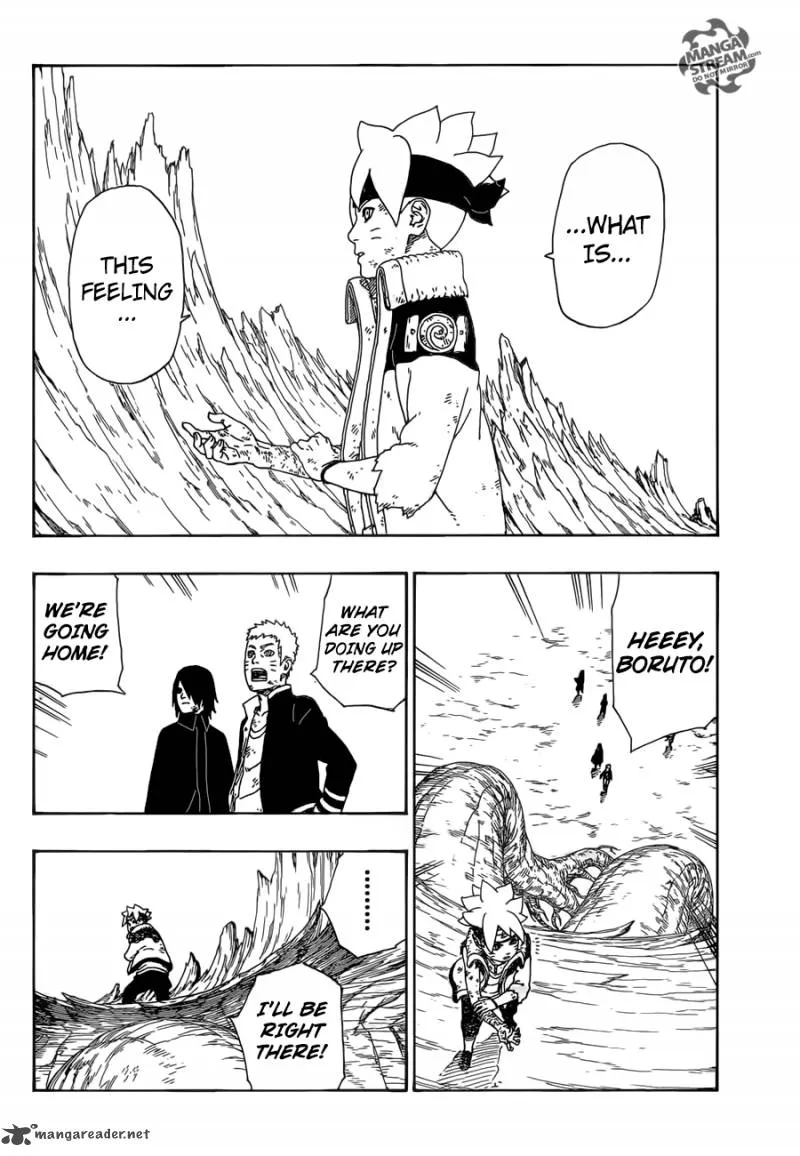 MANGA
STREAM.com
DO NOT MIRROR
...WHAT
IS...
THIS
FEELING
...
HEEEY,
BORUTO!
WHAT
ARE YOU
DOING UP
THERE?
WE'RE
GOING
HOME!
........
I'LL BE
RIGHT
THERE!
mangareader.net